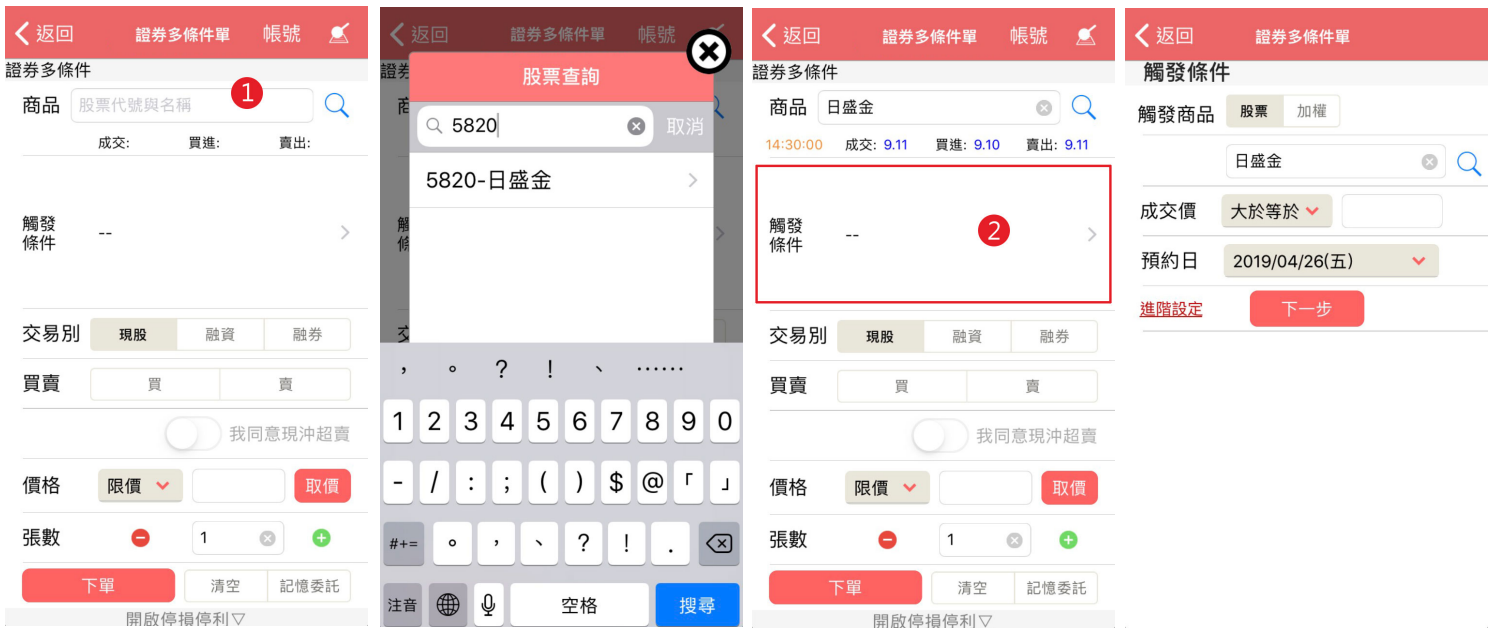 返回 證券多條件單 帳號
證券多條件
商品 股票代號與名稱 1
成交: 買進: 賣出:
觸發
條件 --
交易別 現股 融資 融券
買賣 買 賣
我同意現沖超賣
價格 限價 取價
張數 1
下單 清空 記憶委託
開啟停損停利▽
返回 證券多條件單 帳號
證券
股票查詢
商
5820 取消
5820-日盛金
觸
條
交
， 。 ? ! 、 ……
1 2 3 4 5 6 7 8 9 0
- / : ; ( ) $ @ 「 」
#+= 。 , 、 ? ! .
注音 空格 搜尋
返回 證券多條件單 帳號
證券多條件
商品 日盛金
14:30:00 成交: 9.11 買進: 9.10 賣出: 9.11
觸發
條件 -- 2
交易別 現股 融資 融券
買賣 買 賣
我同意現沖超賣
價格 限價 取價
張數 1
下單 清空 記憶委託
開啟停損停利▽
返回 證券多條件單
觸發條件
觸發商品 股票 加權
日盛金
成交價 大於等於
預約日 2019/04/26(五)
進階設定 下一步